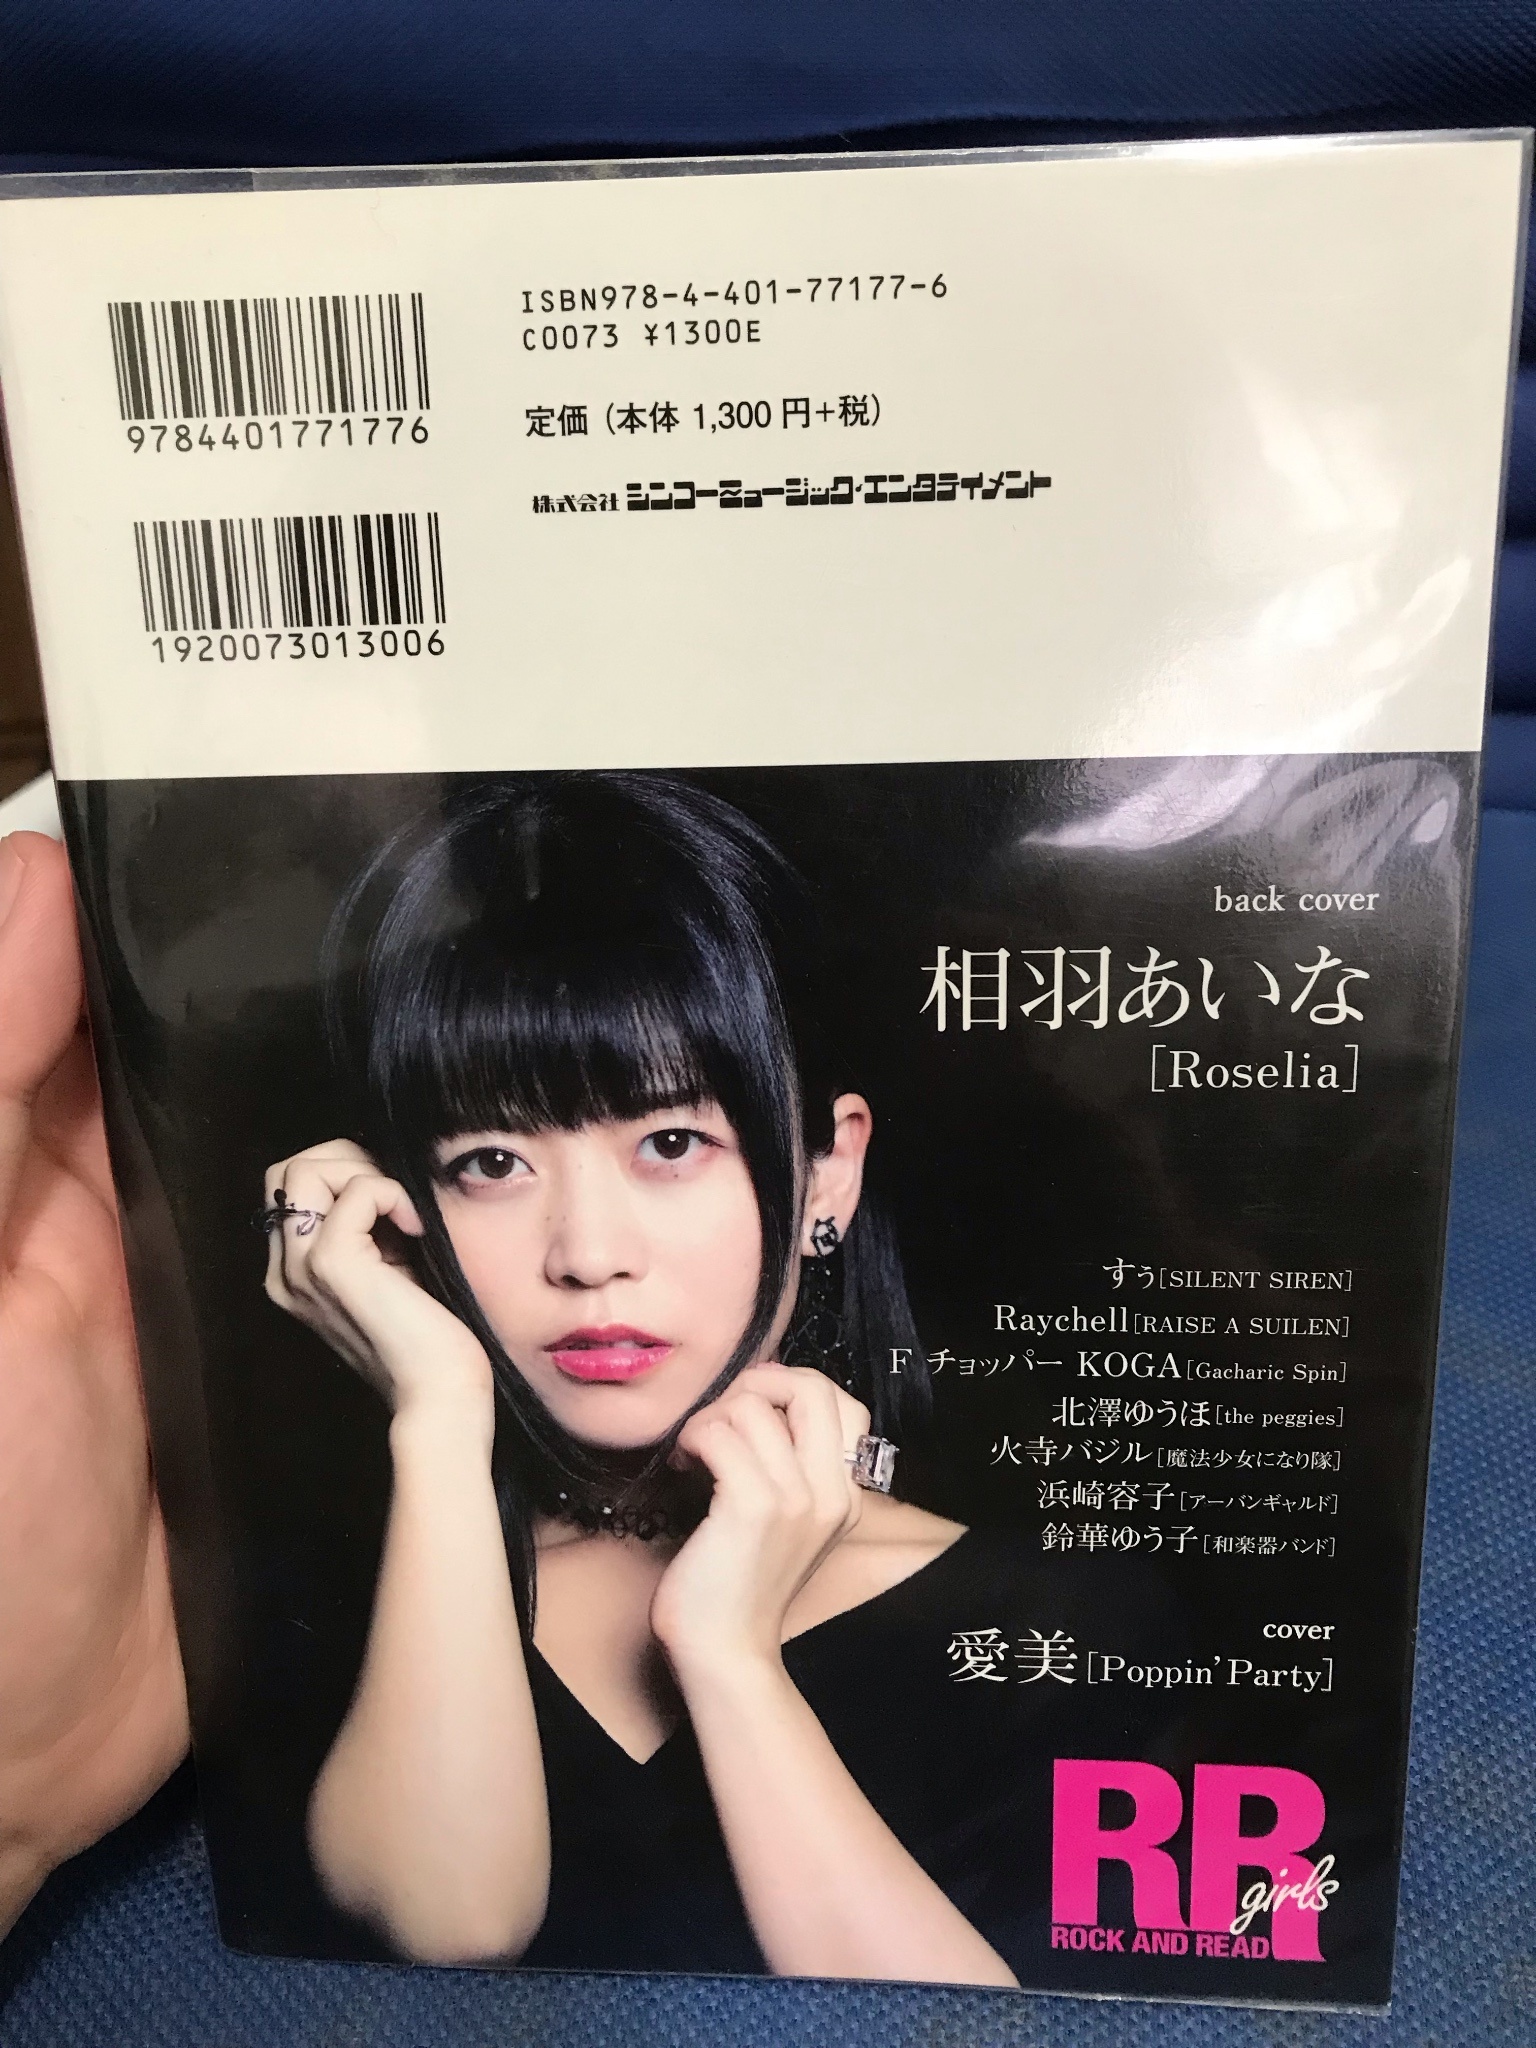 9784401771776
1920073013006
ISBN978-4-401-77177-6
C0073 ¥1300E
定価（本体 1,300 円+税）
株式会社 シンコーミュージック・エンタテイメント
back cover
相羽あいな
[Roselia]
すぅ[SILENT SIREN]
Raychell[RAISE A SUILEN]
F チョッパー KOGA[Gacharic Spin]
北澤ゆうほ[the peggies]
火寺バジル[魔法少女になり隊]
浜崎容子[アーバンギャルド]
鈴華ゆう子[和楽器バンド]
cover
愛美[Poppin'Party]
RR
girls
ROCK AND READ